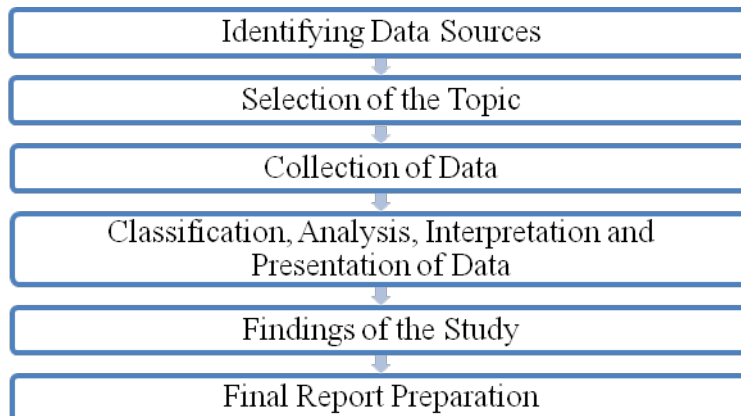 Identifying Data Sources
Selection of the Topic
Collection of Data
Classification, Analysis, Interpretation and
Presentation of Data
Findings of the Study
Final Report Preparation